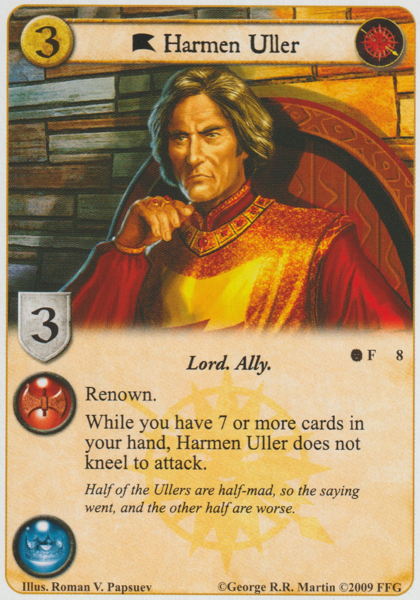 3
Harmen Uller
3
Lord. Ally.
F 8
Renown.
While you have 7 or more cards in
your hand, Harmen Uller does not
kneel to attack.
Half of the Ullers are half-mad, so the saying
went, and the other half are worse.
Illus. Roman V. Papsuev ©George R.R. Martin ©2009 FFG